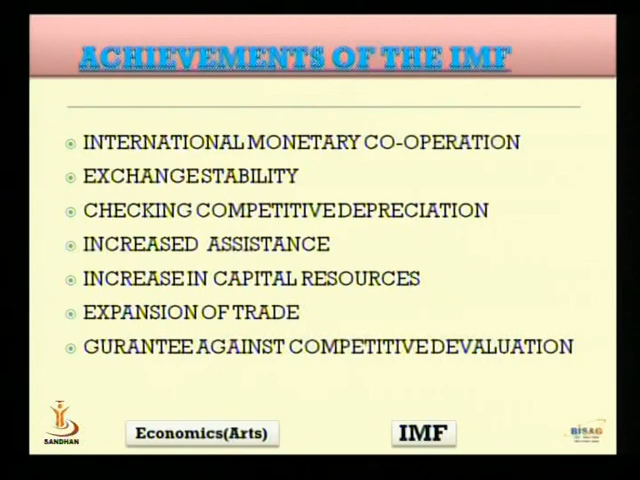 ACHIEVEMENTS OF THE IMF
INTERNATIONAL MONETARY CO-OPERATION
EXCHANGE STABILITY
CHECKING COMPETITIVE DEPRECIATION
INCREASED ASSISTANCE
INCREASE IN CAPITAL RESOURCES
EXPANSION OF TRADE
GURANTEE AGAINST COMPETITIVE DEVALUATION
SANDHAN
Economics(Arts)
IMF
BISAG